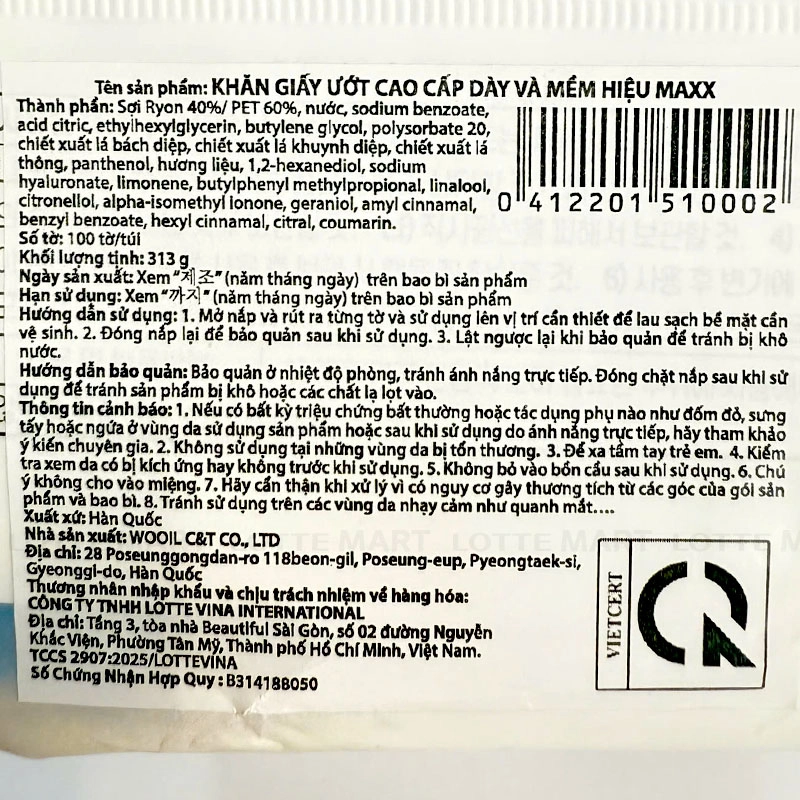 Tên sản phẩm: KHĂN GIẤY ƯỚT CAO CẤP DÀY VÀ MỀM HIỆU MAXX
Thành phần: Sợi Ryon 40%/ PET 60%, nước, sodium benzoate,
acid citric, ethylhexylglycerin, butylene glycol, polysorbate 20,
chiết xuất lá bách diệp, chiết xuất lá khuynh diệp, chiết xuất lá
thông, panthenol, hương liệu, 1,2-hexanediol, sodium
hyaluronate, limonene, butylphenyl methylpropional, linalool,
citronellol, alpha-isomethyl ionone, geraniol, amyl cinnamal,
benzyl benzoate, hexyl cinnamal, citral, coumarin.
0 412201 510002
Số tờ: 100 tờ/túi
Khối lượng tịnh: 313 g
Ngày sản xuất: Xem "제조" (năm tháng ngày) trên bao bì sản phẩm
Hạn sử dụng: Xem "까지" (năm tháng ngày) trên bao bì sản phẩm
Hướng dẫn sử dụng: 1. Mở nắp và rút ra từng tờ và sử dụng lên vị trí cần thiết để lau sạch bề mặt cần
vệ sinh. 2. Đóng nắp lại để bảo quản sau khi sử dụng. 3. Lật ngược lại khi bảo quản để tránh bị khô
nước.
Hướng dẫn bảo quản: Bảo quản ở nhiệt độ phòng, tránh ánh nắng trực tiếp. Đóng chặt nắp sau khi sử
dụng để tránh sản phẩm bị khô hoặc các chất lạ lọt vào.
Thông tin cảnh báo: 1. Nếu có bất kỳ triệu chứng bất thường hoặc tác dụng phụ nào như đốm đỏ, sưng
tấy hoặc ngứa ở vùng da sử dụng sản phẩm hoặc sau khi sử dụng do ánh nắng trực tiếp, hãy tham khảo
ý kiến chuyên gia. 2. Không sử dụng tại những vùng da bị tổn thương. 3. Để xa tầm tay trẻ em. 4. Kiểm
tra xem da có bị kích ứng hay không trước khi sử dụng. 5. Không bỏ vào bồn cầu sau khi sử dụng. 6. Chú
ý không cho vào miệng. 7. Hãy cẩn thận khi xử lý vì có nguy cơ gây thương tích từ các góc của gói sản
phẩm và bao bì. 8. Tránh sử dụng trên các vùng da nhạy cảm như quanh mắt....
Xuất xứ: Hàn Quốc
Nhà sản xuất: WOOIL C&T CO., LTD
LOTTE MART LOTTE MART
Địa chỉ: 28 Poseunggongdan-ro 118beon-gil, Poseung-eup, Pyeongtaek-si,
Gyeonggi-do, Hàn Quốc
Thương nhân nhập khẩu và chịu trách nhiệm về hàng hóa:
CÔNG TY TNHH LOTTE VINA INTERNATIONAL
Địa chỉ: Tầng 3, tòa nhà Beautiful Sài Gòn, số 02 đường Nguyễn
Khắc Viện, Phường Tân Mỹ, Thành phố Hồ Chí Minh, Việt Nam.
TCCS 2907:2025/LOTTEVINA
Số Chứng Nhận Hợp Quy : B314188050
VIETCERT